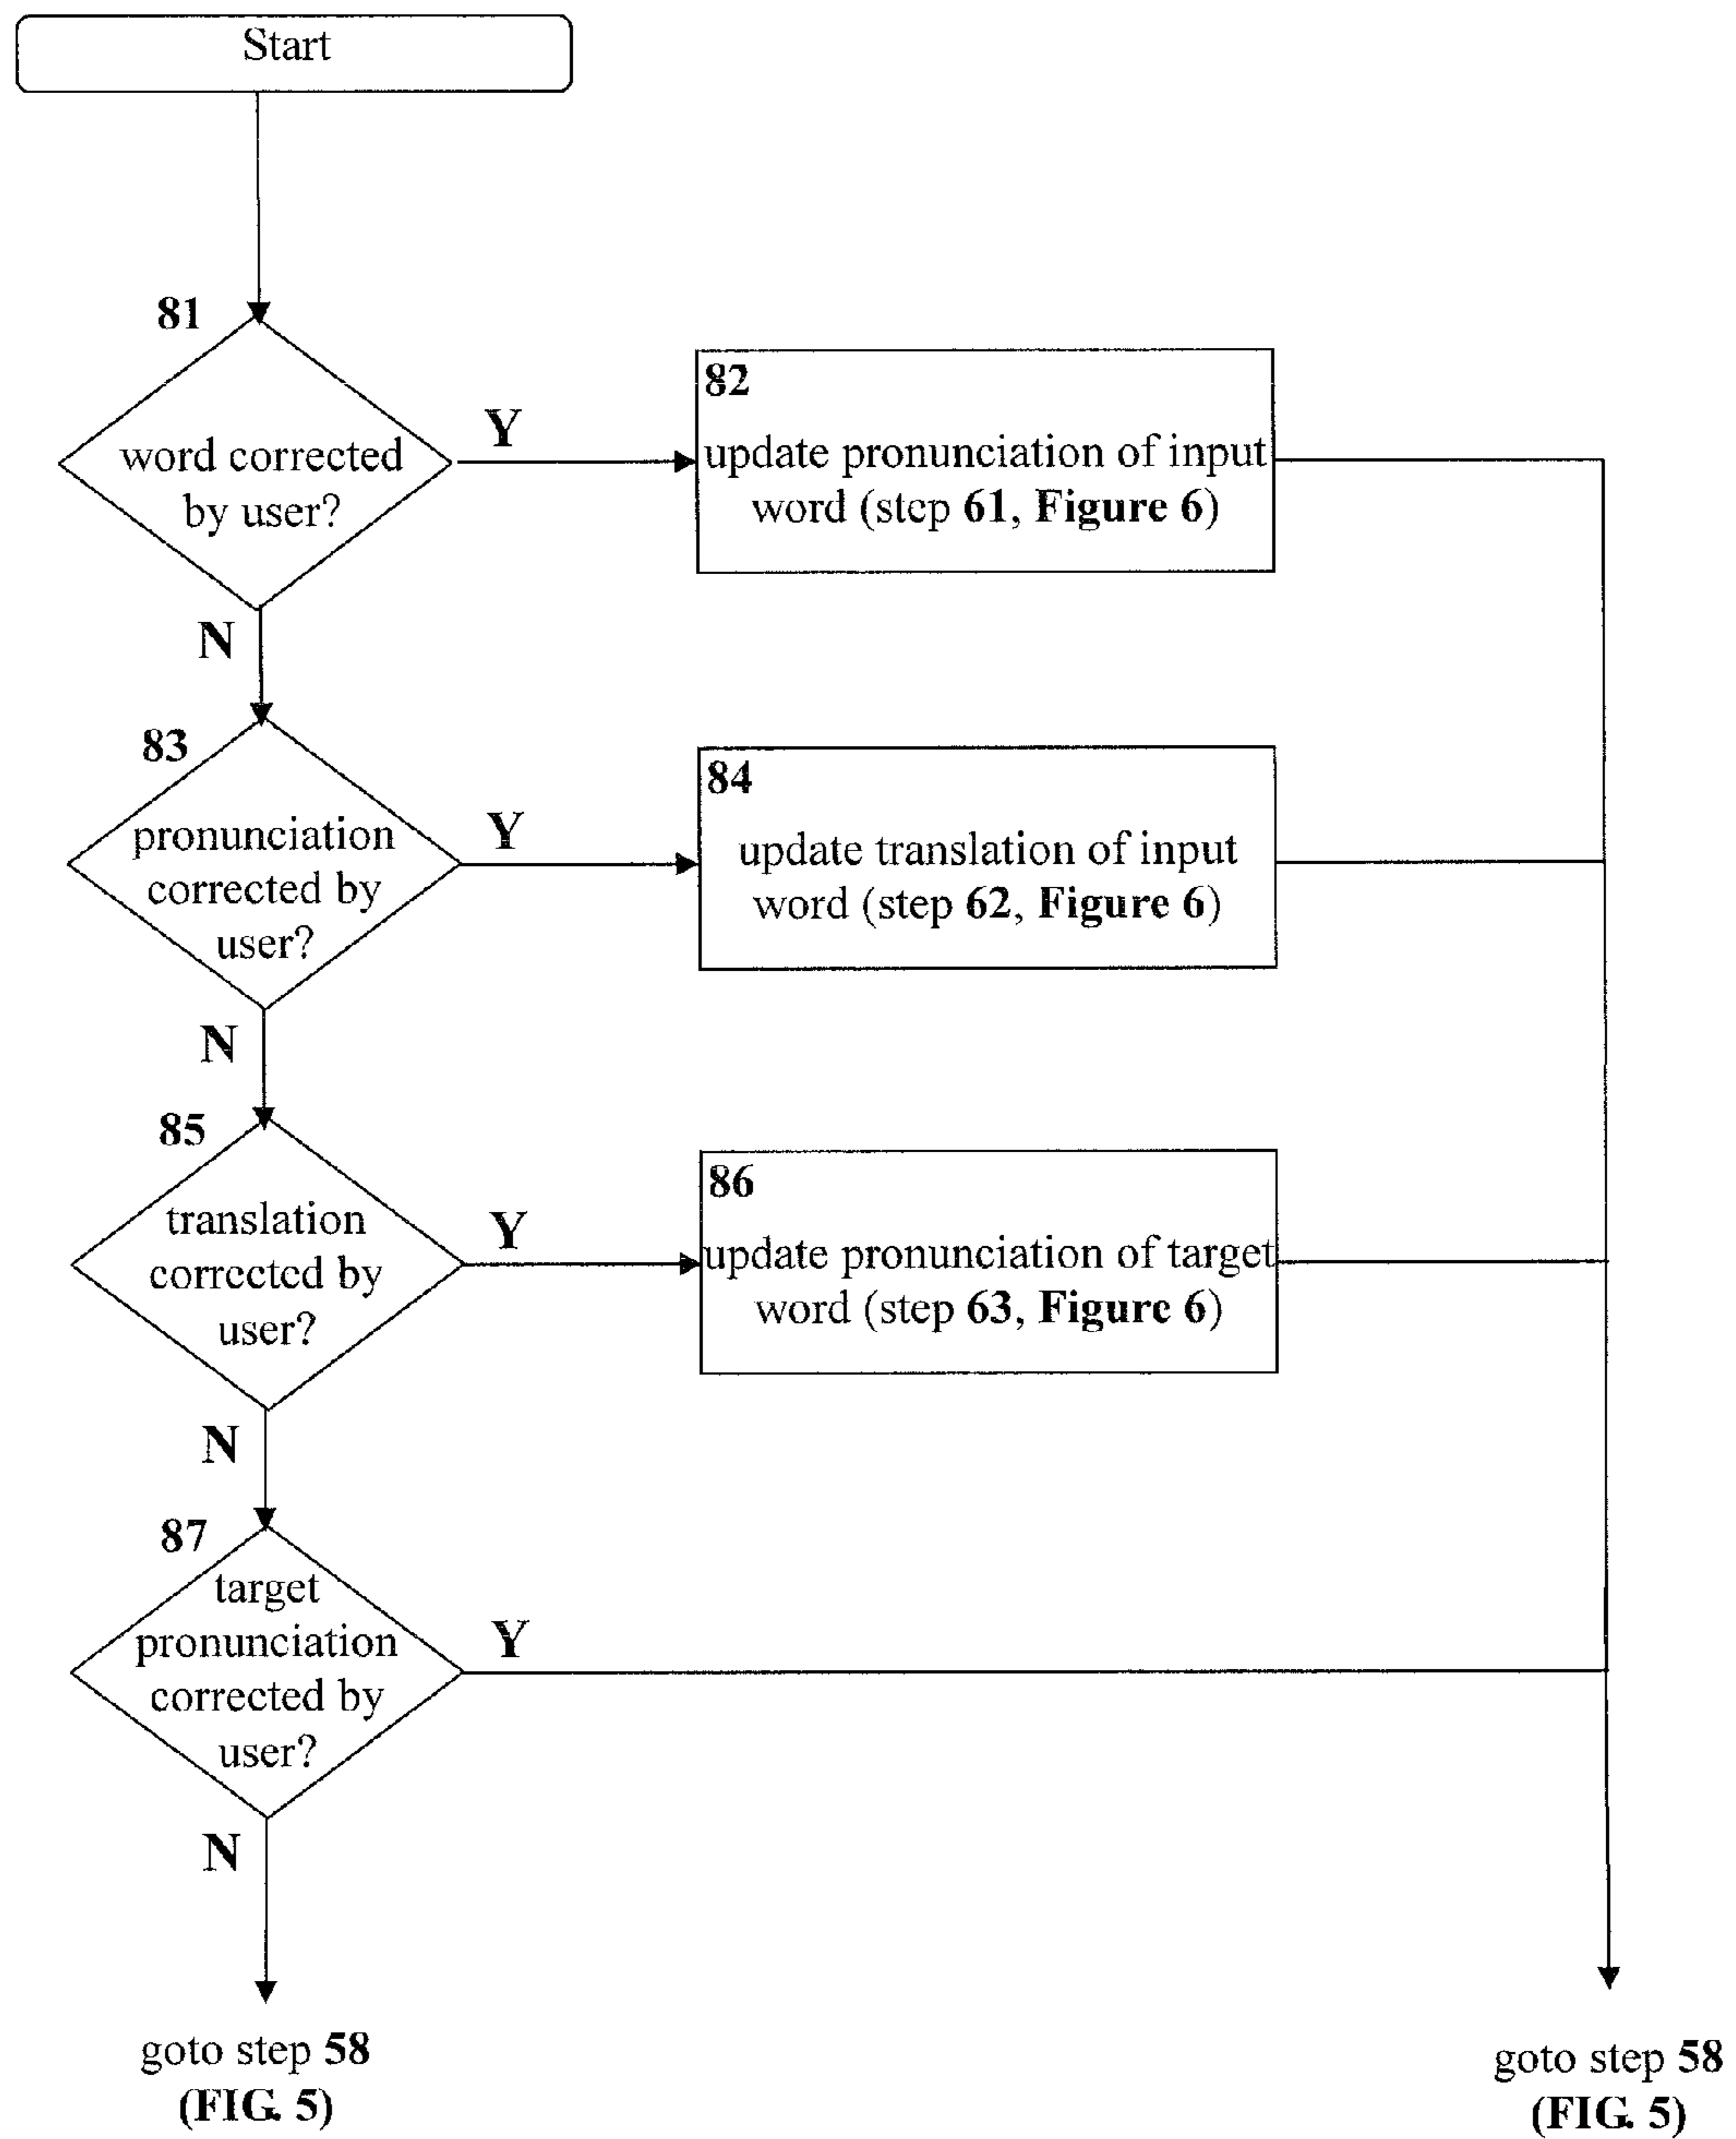 Start
81
word corrected
by user?
Y
82
update pronunciation of input
word (step 61, Figure 6)
N
83
pronunciation
corrected by
user?
Y
84
update translation of input
word (step 62, Figure 6)
N
85
translation
corrected by
user?
Y
86
update pronunciation of target
word (step 63, Figure 6)
N
87
target
pronunciation
corrected by
user?
Y
N
goto step 58
(FIG. 5)
goto step 58
(FIG. 5)